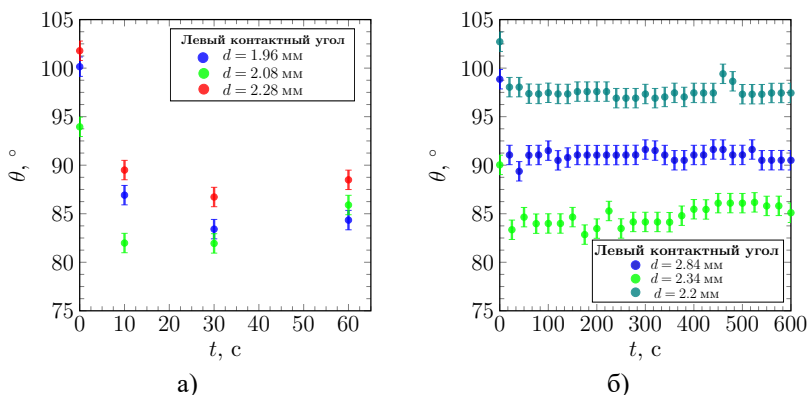 105
100
95
90
85
80
75
θ, °
0 10 20 30 40 50 60
t, с
Левый контактный угол
d = 1.96 мм
d = 2.08 мм
d = 2.28 мм
а)
105
100
95
90
85
80
75
θ, °
0 100 200 300 400 500 600
t, с
Левый контактный угол
d = 2.84 мм
d = 2.34 мм
d = 2.2 мм
б)